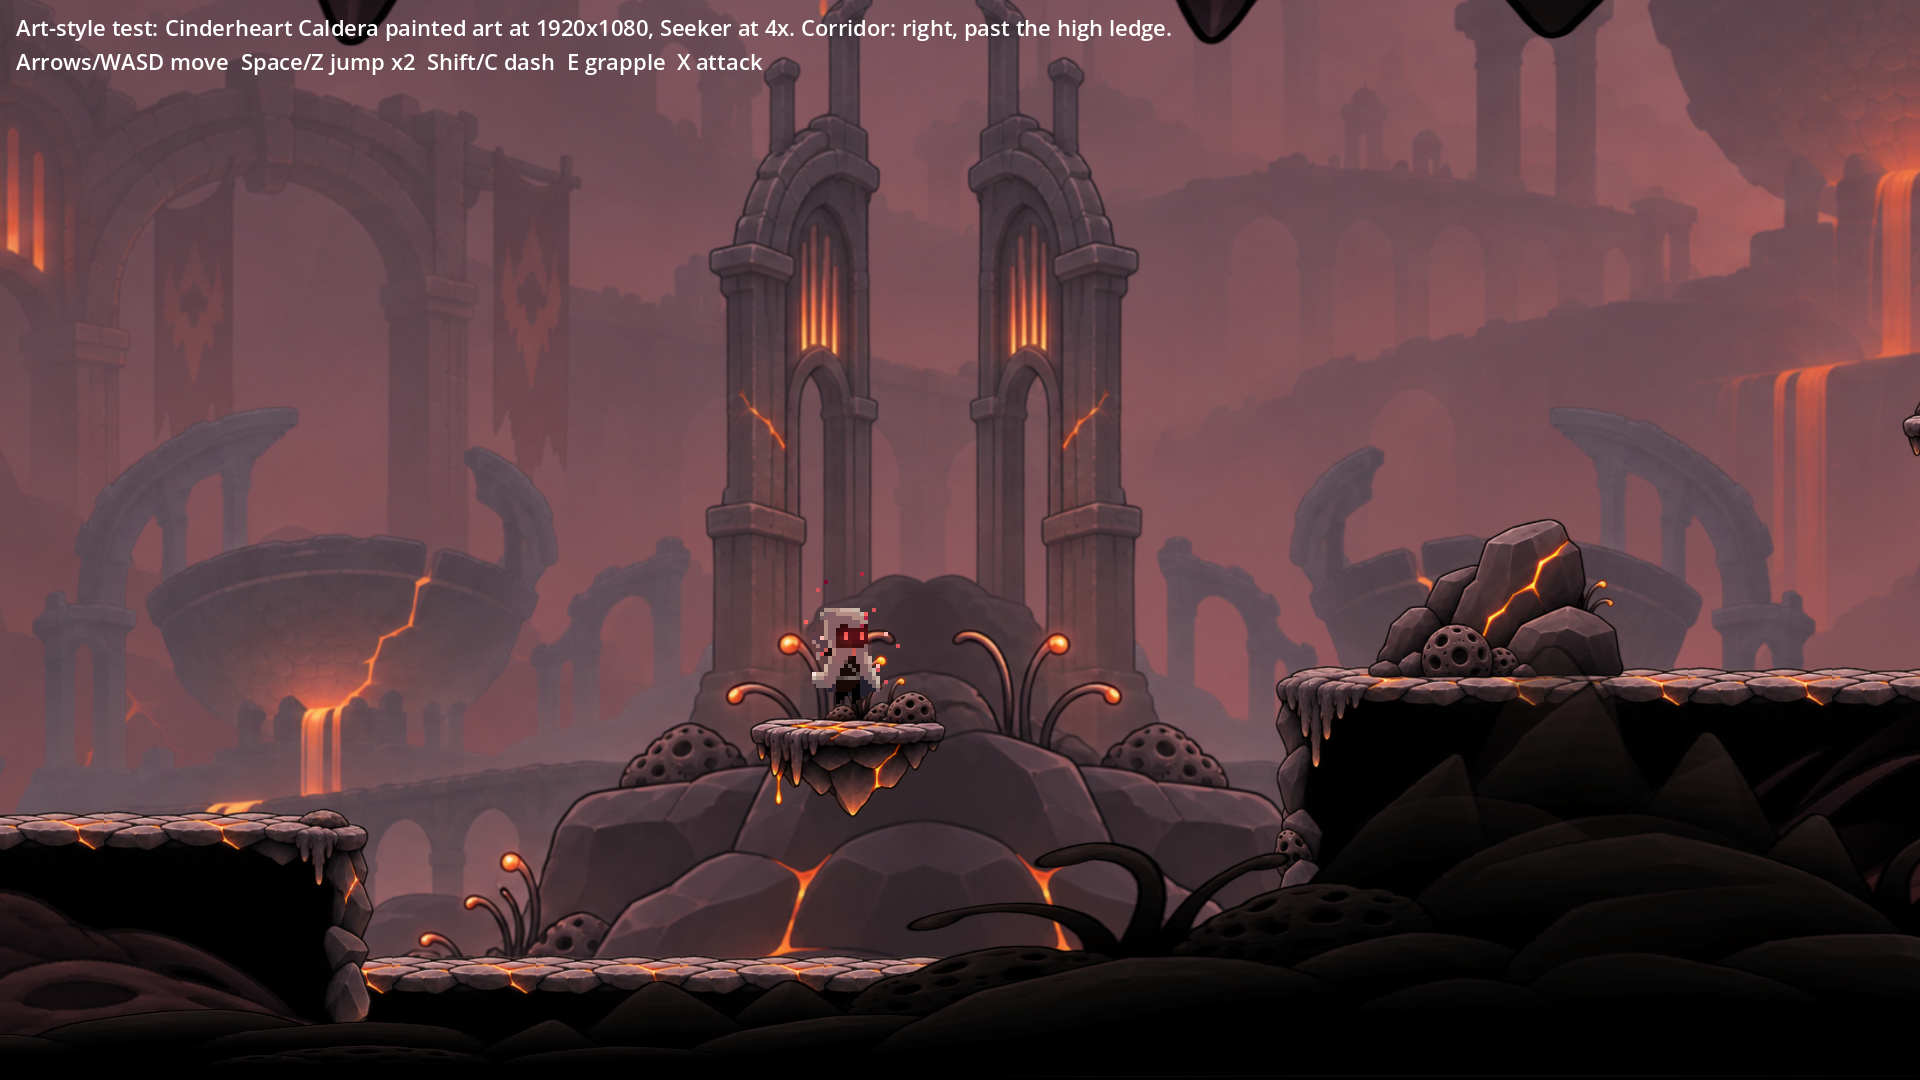 Art-style test: Cinderheart Caldera painted art at 1920x1080, Seeker at 4x. Corridor: right, past the high ledge.
Arrows/WASD move  Space/Z jump x2  Shift/C dash  E grapple  X attack